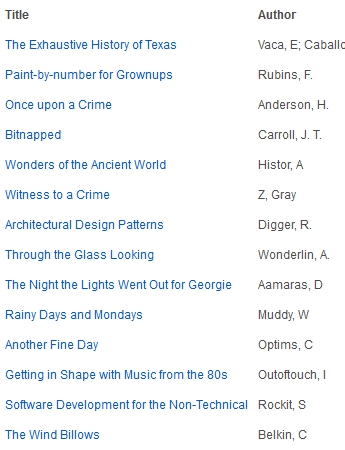 Title Author
The Exhaustive History of Texas Vaca, E; Caballo
Paint-by-number for Grownups Rubins, F.
Once upon a Crime Anderson, H.
Bitnapped Carroll, J. T.
Wonders of the Ancient World Histor, A
Witness to a Crime Z, Gray
Architectural Design Patterns Digger, R.
Through the Glass Looking Wonderlin, A.
The Night the Lights Went Out for Georgie Aamaras, D
Rainy Days and Mondays Muddy, W
Another Fine Day Optims, C
Getting in Shape with Music from the 80s Outoftouch, I
Software Development for the Non-Technical Rockit, S
The Wind Billows Belkin, C